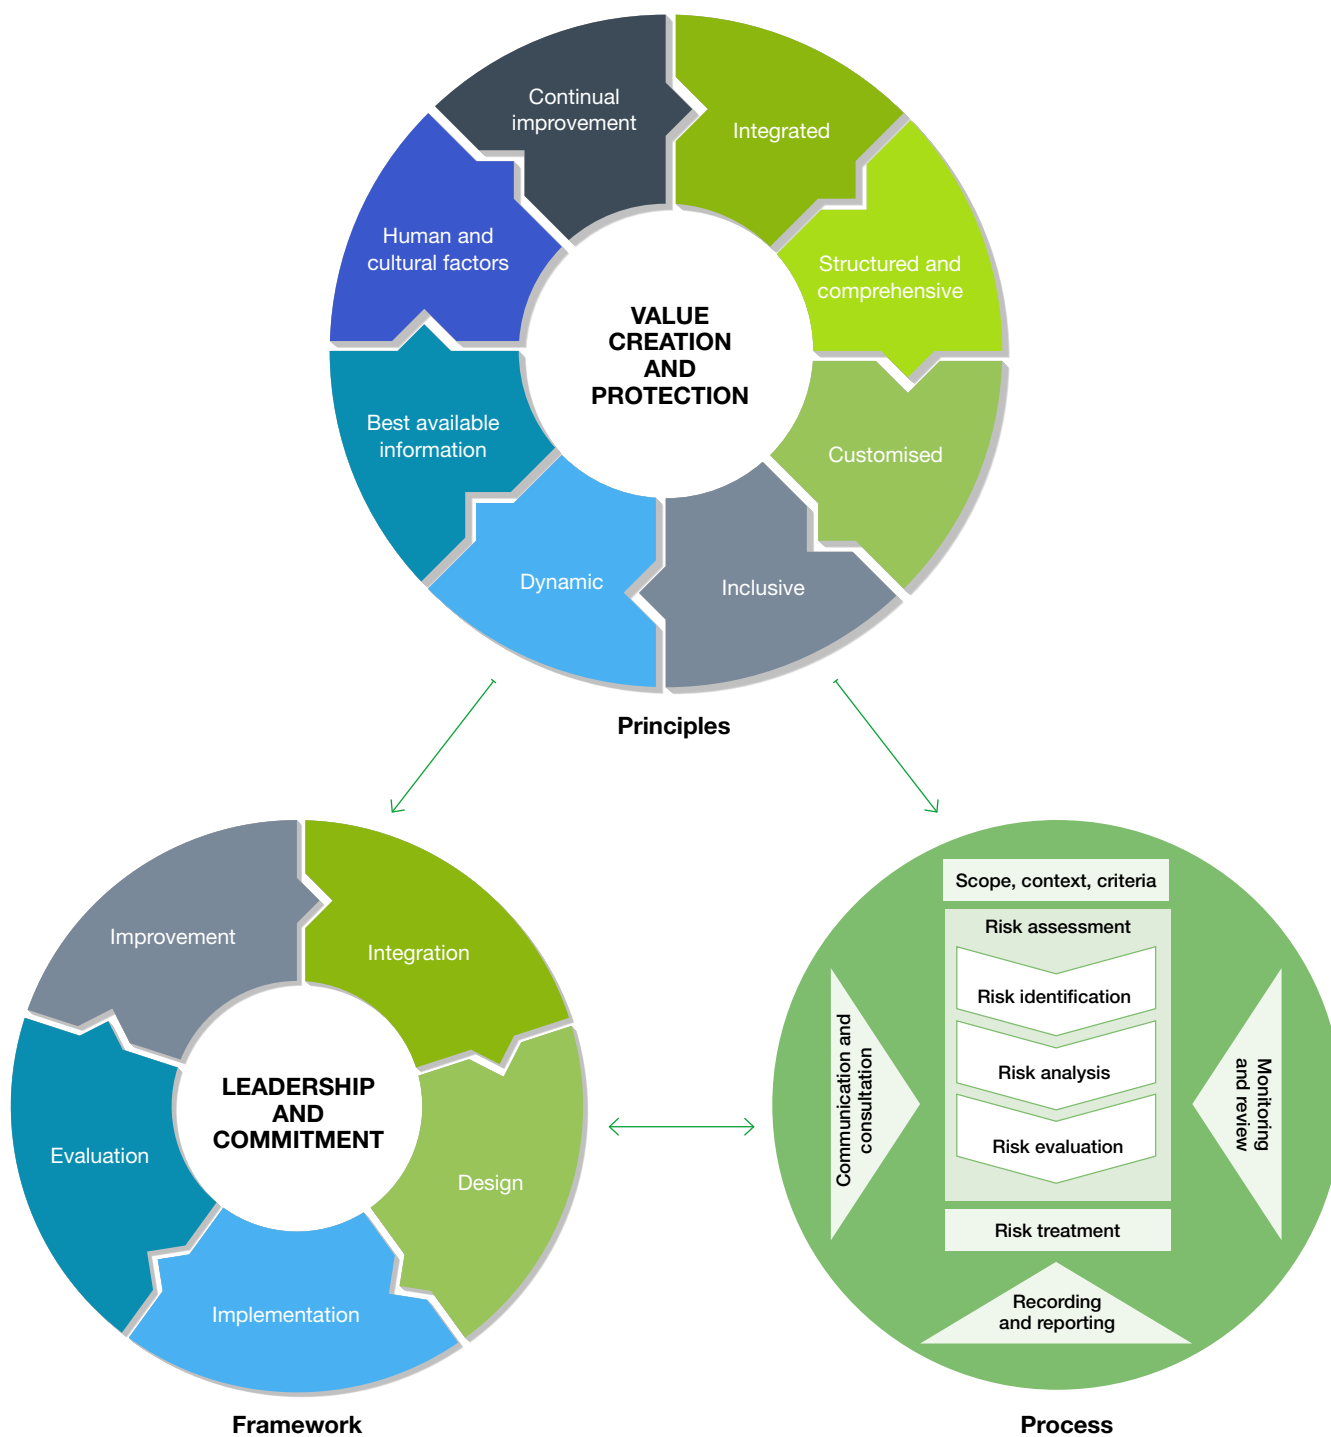 Continual
improvement
Integrated
Structured and
comprehensive
Customised
Inclusive
Dynamic
Best available
information
Human and
cultural factors
VALUE
CREATION
AND
PROTECTION
Principles
Improvement
Integration
Design
Implementation
Evaluation
LEADERSHIP
AND
COMMITMENT
Framework
Scope, context, criteria
Risk assessment
Risk identification
Risk analysis
Risk evaluation
Risk treatment
Communication and
consultation
Monitoring
and review
Recording
and reporting
Process